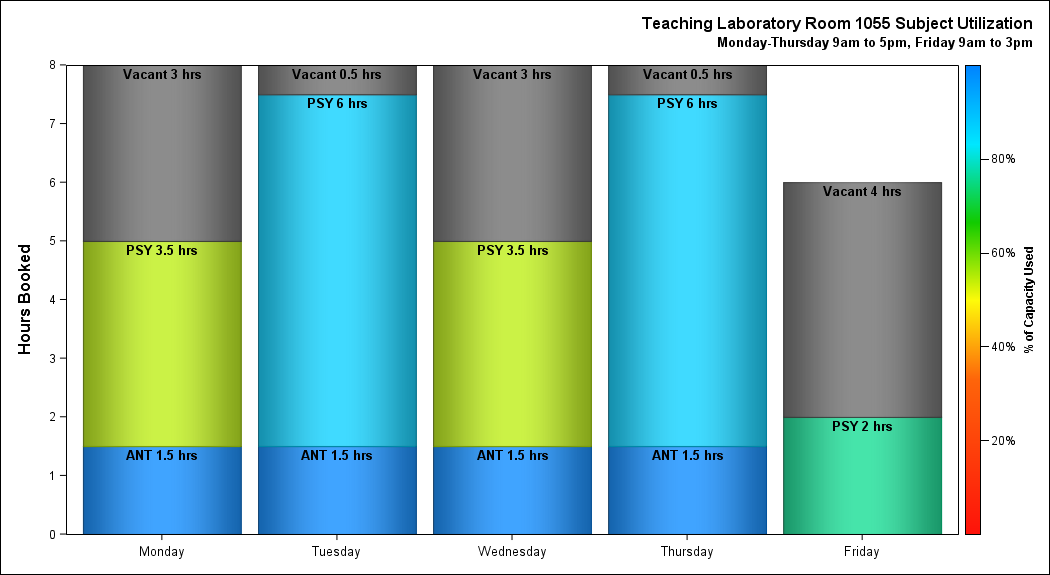 Teaching Laboratory Room 1055 Subject Utilization
Monday-Thursday 9am to 5pm, Friday 9am to 3pm
Hours Booked
8
7
6
5
4
3
2
1
0
Vacant 3 hrs
PSY 3.5 hrs
ANT 1.5 hrs
Vacant 0.5 hrs
PSY 6 hrs
ANT 1.5 hrs
Vacant 3 hrs
PSY 3.5 hrs
ANT 1.5 hrs
Vacant 0.5 hrs
PSY 6 hrs
ANT 1.5 hrs
Vacant 4 hrs
PSY 2 hrs
Monday
Tuesday
Wednesday
Thursday
Friday
80%
60%
40%
20%
% of Capacity Used